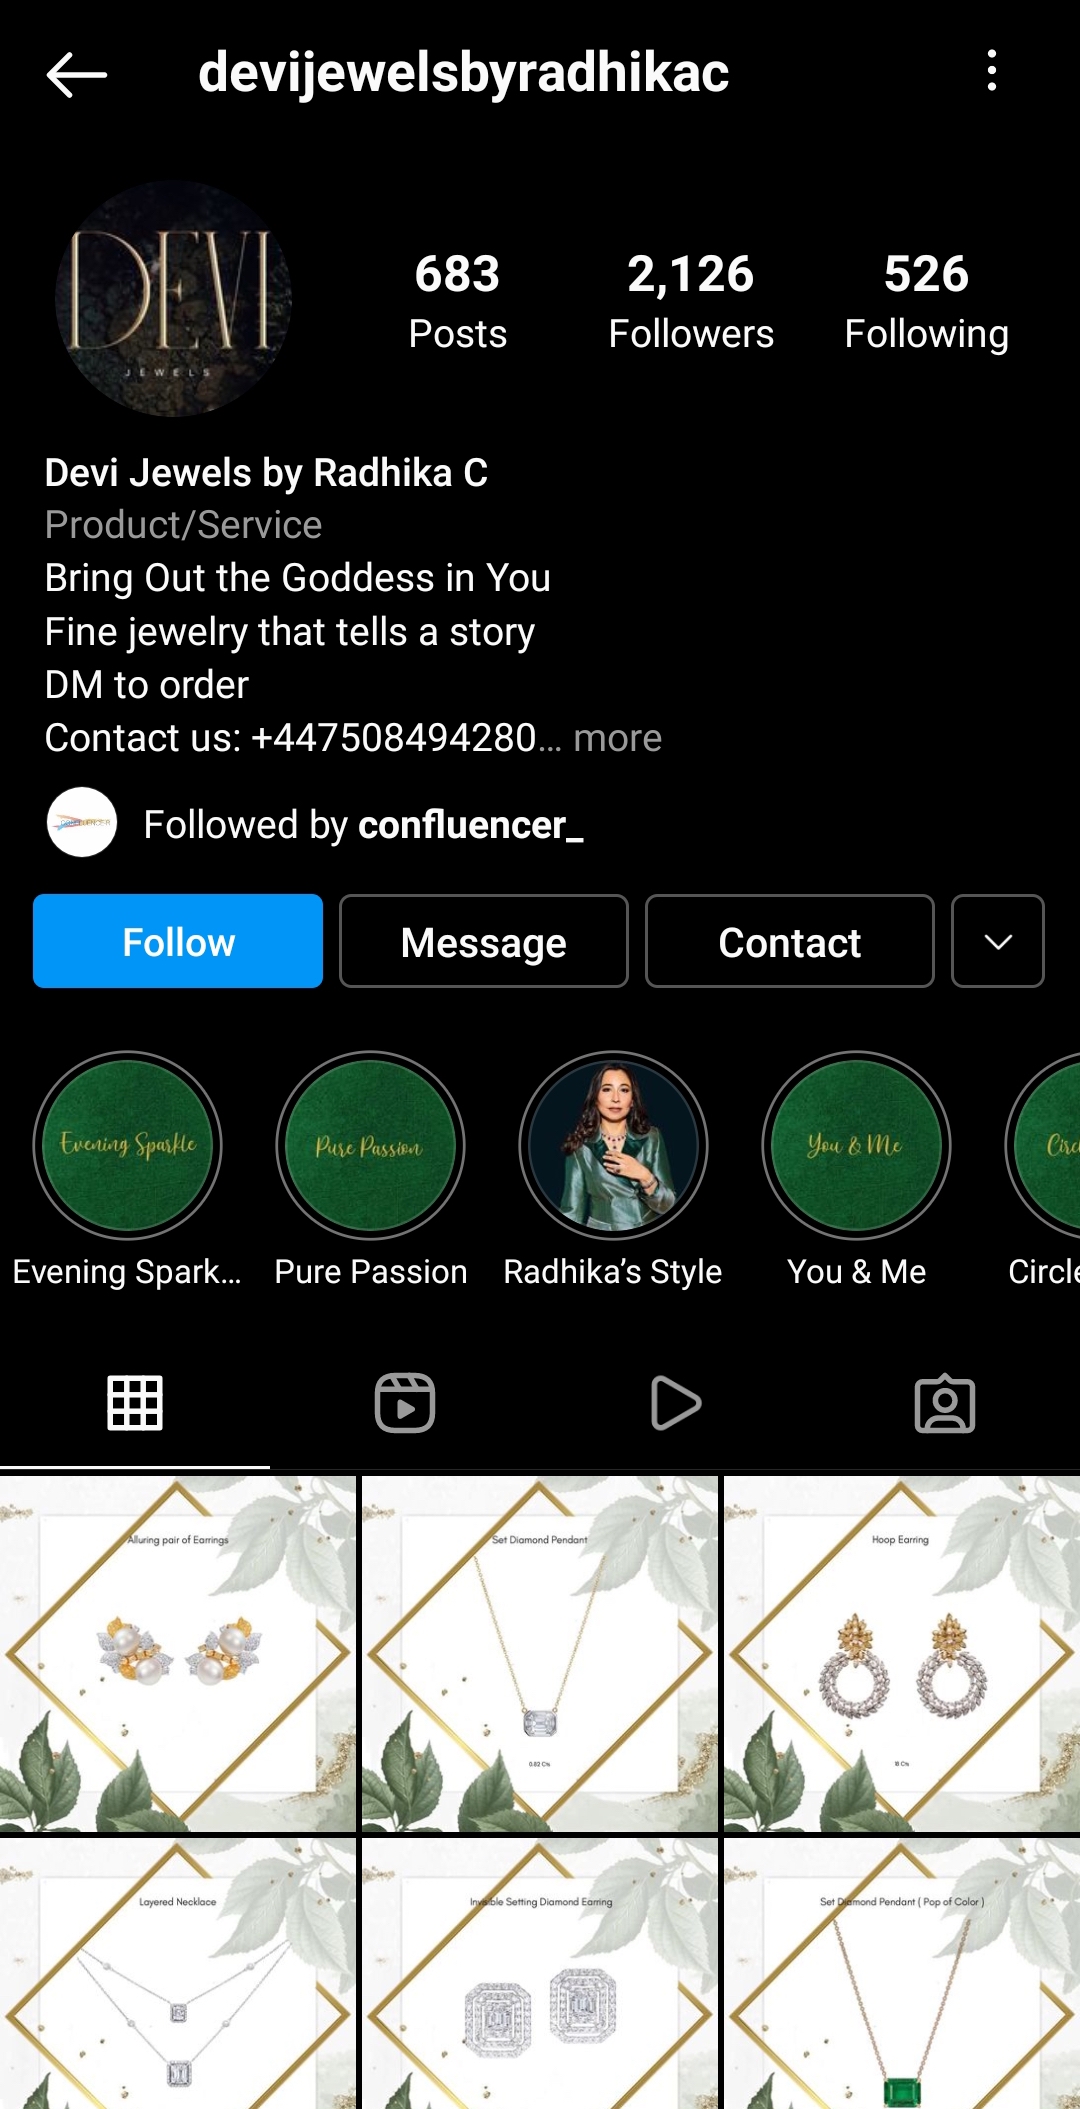 devijewelsbyradhikac
DEVI
JEWELS
683
2,126
526
Posts
Followers
Following
Devi Jewels by Radhika C
Product/Service
Bring Out the Goddess in You
Fine jewelry that tells a story
DM to order
Contact us: +447508494280... more
Followed by confluencer_
Follow
Message
Contact
Evening Sparkle
Pure Passion
You & Me
Evening Spark...
Pure Passion
Radhika's Style
You & Me
Circle
Alluring pair of Earrings
Set Diamond Pendant
Hoop Earring
0.82 Cts
18 Cts
Layered Necklace
Invisible Setting Diamond Earring
Set Diamond Pendant ( Pop of Color )